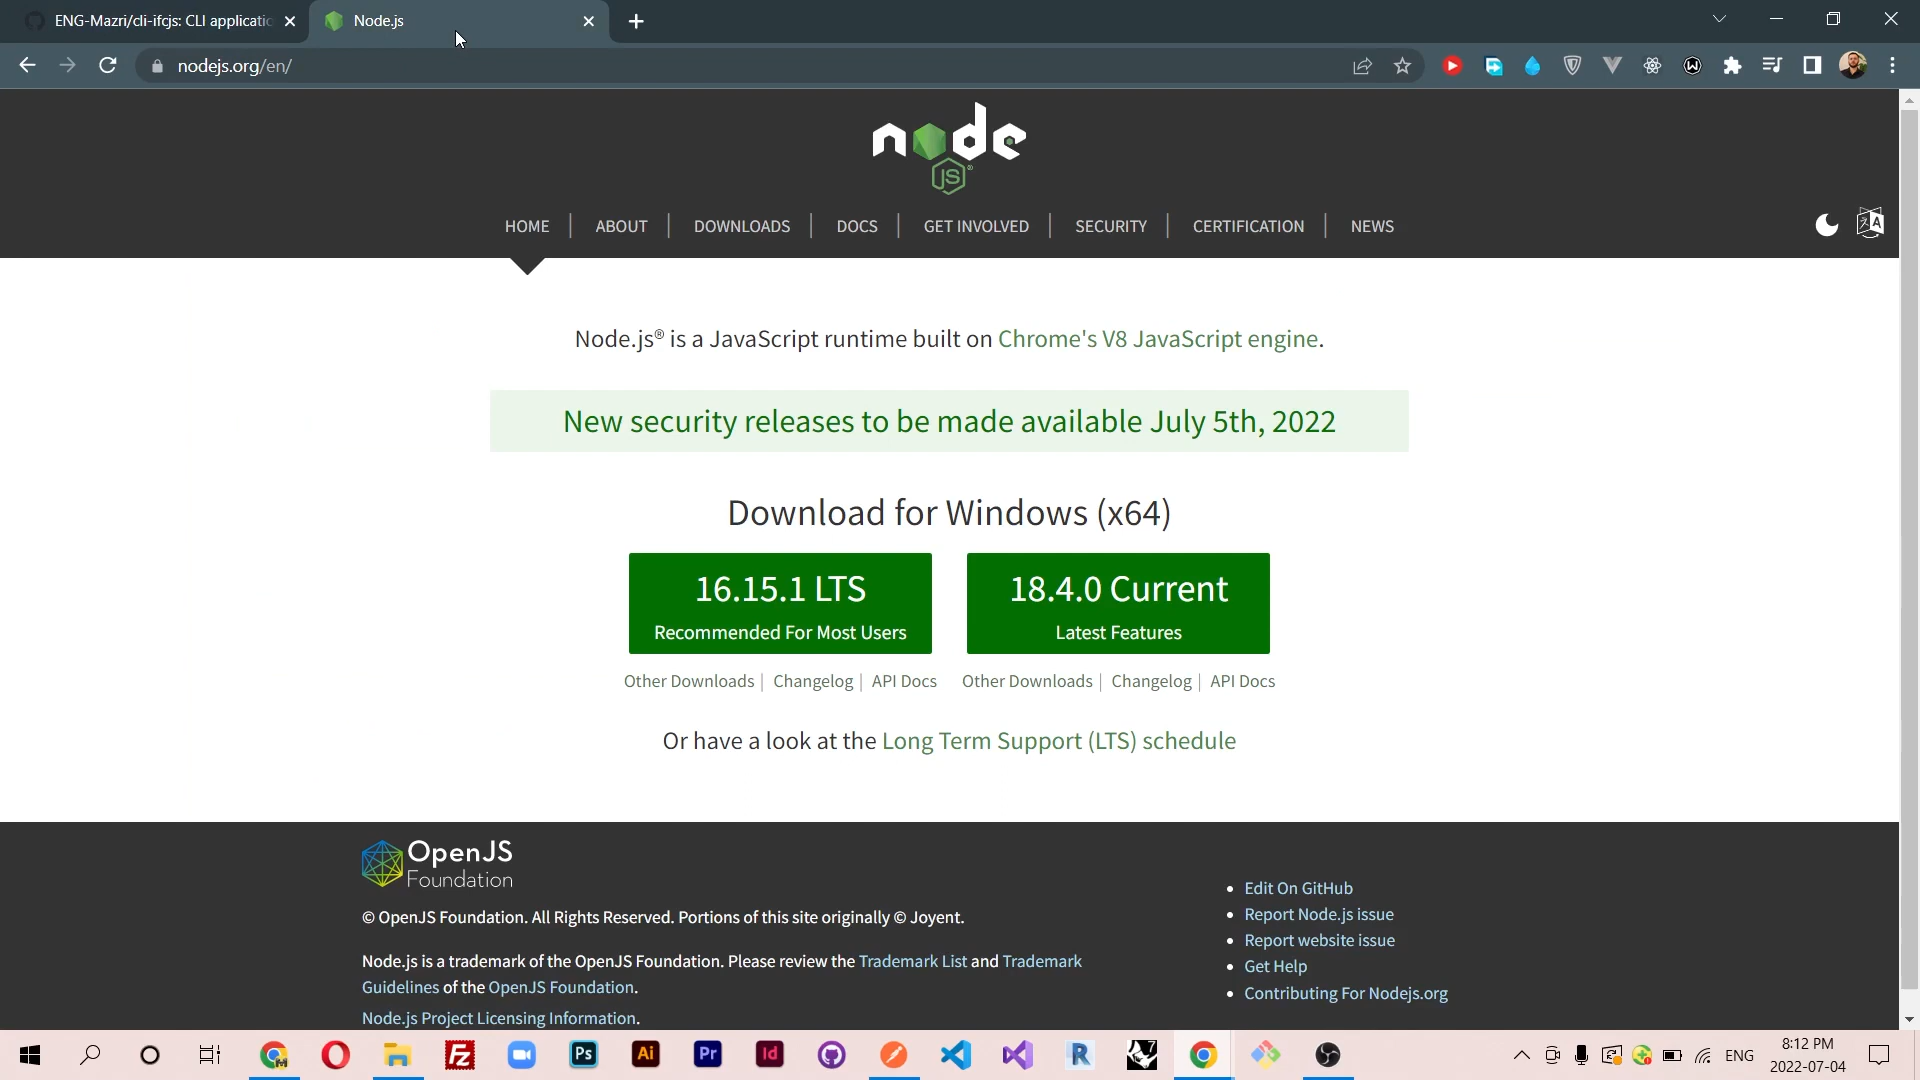 ENG-Mazri/cli-ifcjs: CLI applicatio
Node.js
nodejs.org/en/
node
JS
HOME
ABOUT
DOWNLOADS
DOCS
GET INVOLVED
SECURITY
CERTIFICATION
NEWS
Node.js® is a JavaScript runtime built on Chrome's V8 JavaScript engine.
New security releases to be made available July 5th, 2022
Download for Windows (x64)
16.15.1 LTS
Recommended For Most Users
18.4.0 Current
Latest Features
Other Downloads | Changelog | API Docs
Other Downloads | Changelog | API Docs
Or have a look at the Long Term Support (LTS) schedule
OpenJS
Foundation
© OpenJS Foundation. All Rights Reserved. Portions of this site originally © Joyent.
Node.js is a trademark of the OpenJS Foundation. Please review the Trademark List and Trademark
Guidelines of the OpenJS Foundation.
Node.js Project Licensing Information.
Edit On GitHub
Report Node.js issue
Report website issue
Get Help
Contributing For Nodejs.org
Fz
Ps
Ai
Pr
Id
R
ENG
8:12 PM
2022-07-04